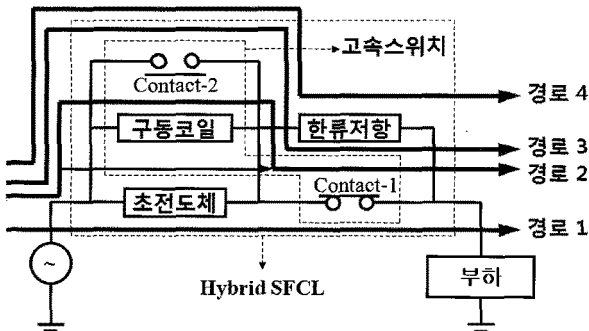 고속스위치
Contact-2
경로 4
구동코일
한류저항
경로 3
경로 2
Contact-1
초전도체
경로 1
~
Hybrid SFCL
부하